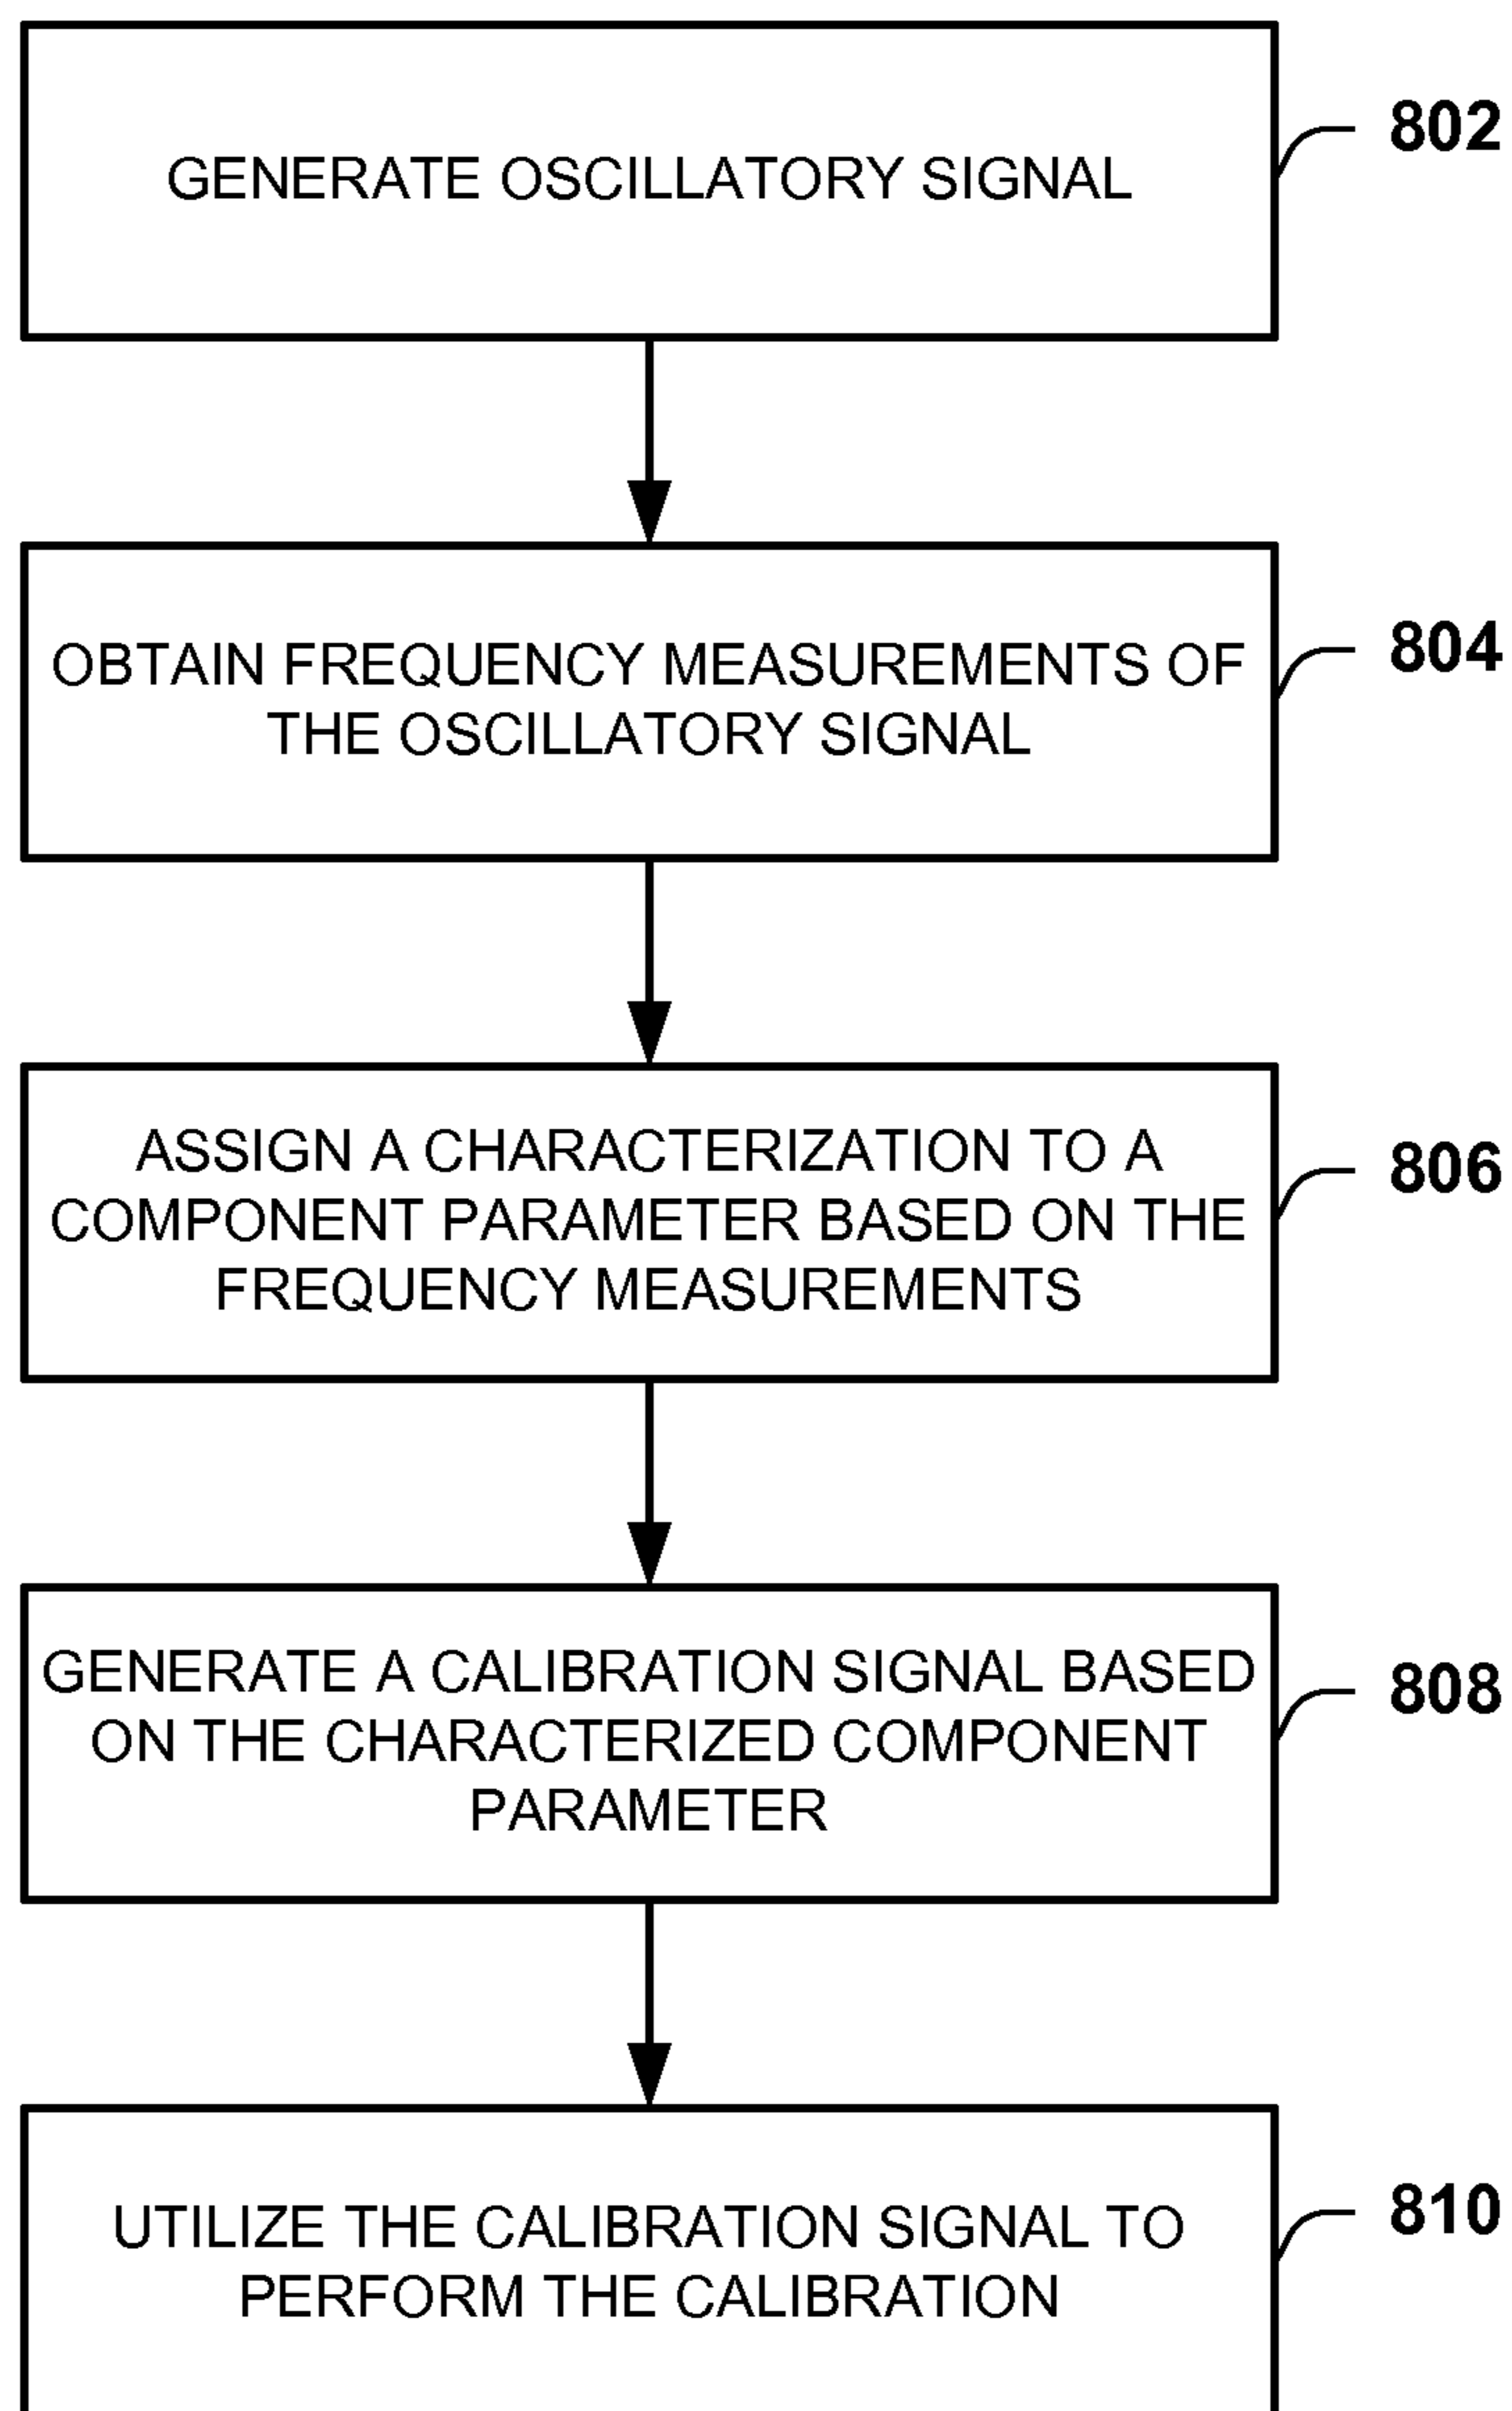 GENERATE OSCILLATORY SIGNAL
802
OBTAIN FREQUENCY MEASUREMENTS OF
THE OSCILLATORY SIGNAL
804
ASSIGN A CHARACTERIZATION TO A
COMPONENT PARAMETER BASED ON THE
FREQUENCY MEASUREMENTS
806
GENERATE A CALIBRATION SIGNAL BASED
ON THE CHARACTERIZED COMPONENT
PARAMETER
808
UTILIZE THE CALIBRATION SIGNAL TO
PERFORM THE CALIBRATION
810